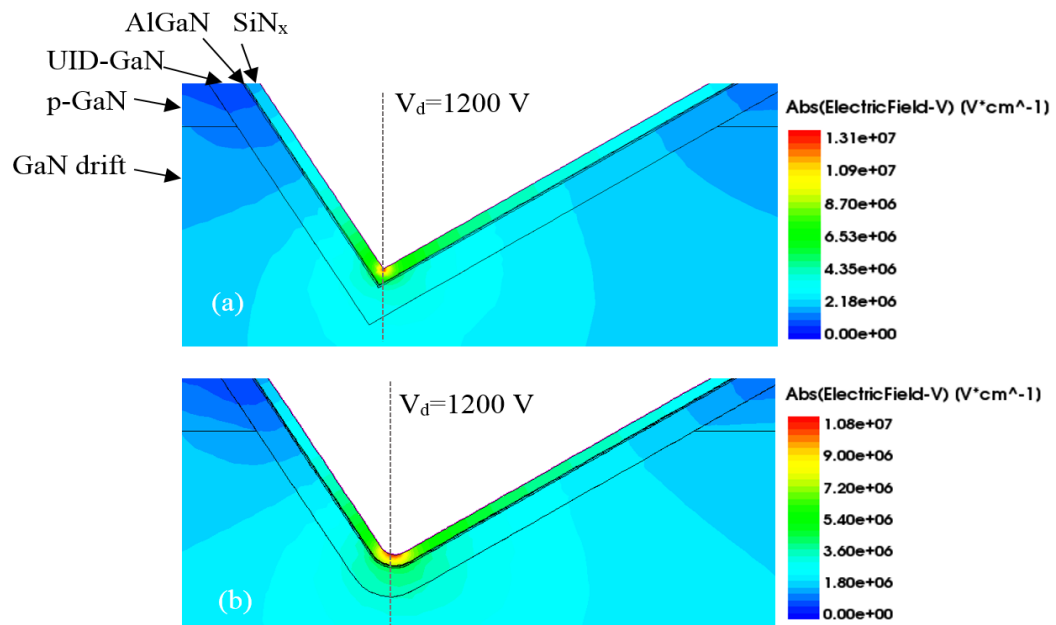 AlGaN SiNₓ
UID-GaN
p-GaN
GaN drift
V_d=1200 V
(a)
Abs(ElectricField-V) (V*cm^-1)
1.31e+07
1.09e+07
8.70e+06
6.53e+06
4.35e+06
2.18e+06
0.00e+00
V_d=1200 V
(b)
Abs(ElectricField-V) (V*cm^-1)
1.08e+07
9.00e+06
7.20e+06
5.40e+06
3.60e+06
1.80e+06
0.00e+00